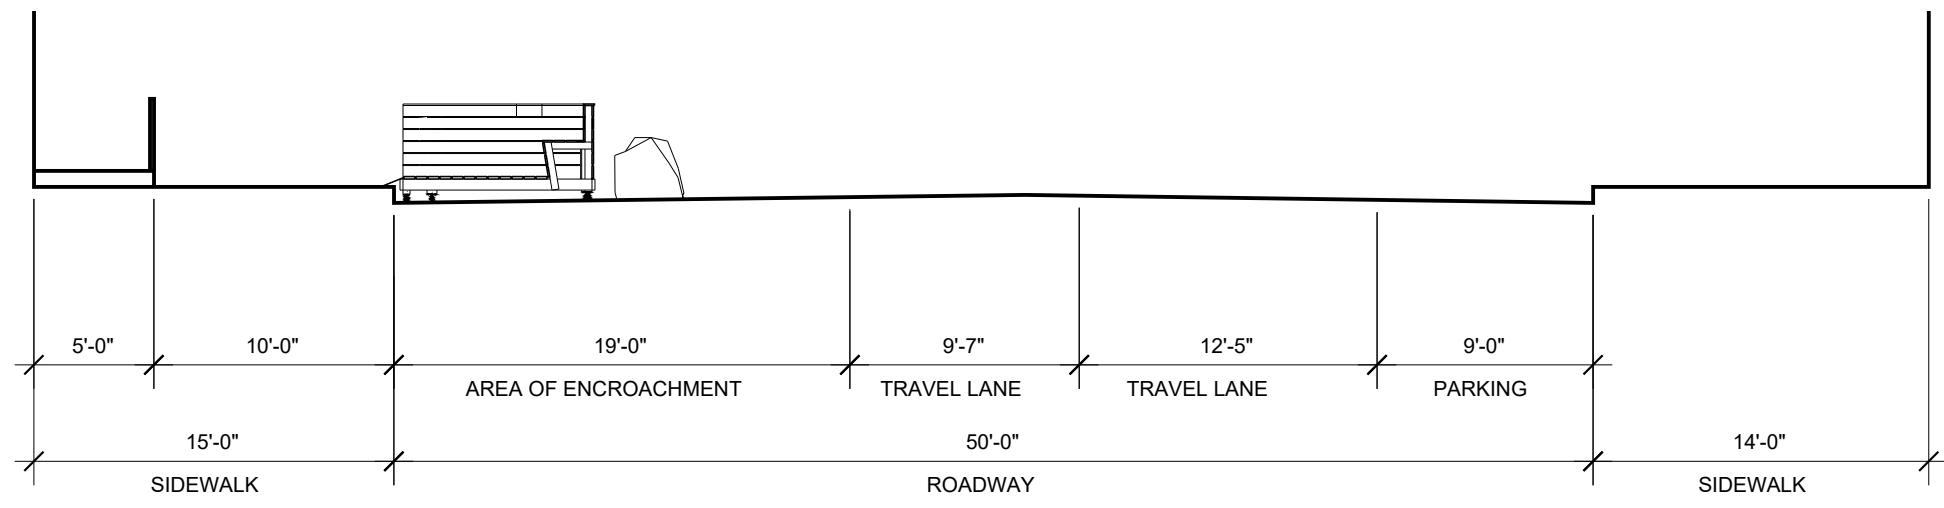 5'-0" 10'-0" 19'-0" 9'-7" 12'-5" 9'-0"
AREA OF ENCROACHMENT TRAVEL LANE TRAVEL LANE PARKING
15'-0" 50'-0" 14'-0"
SIDEWALK ROADWAY SIDEWALK